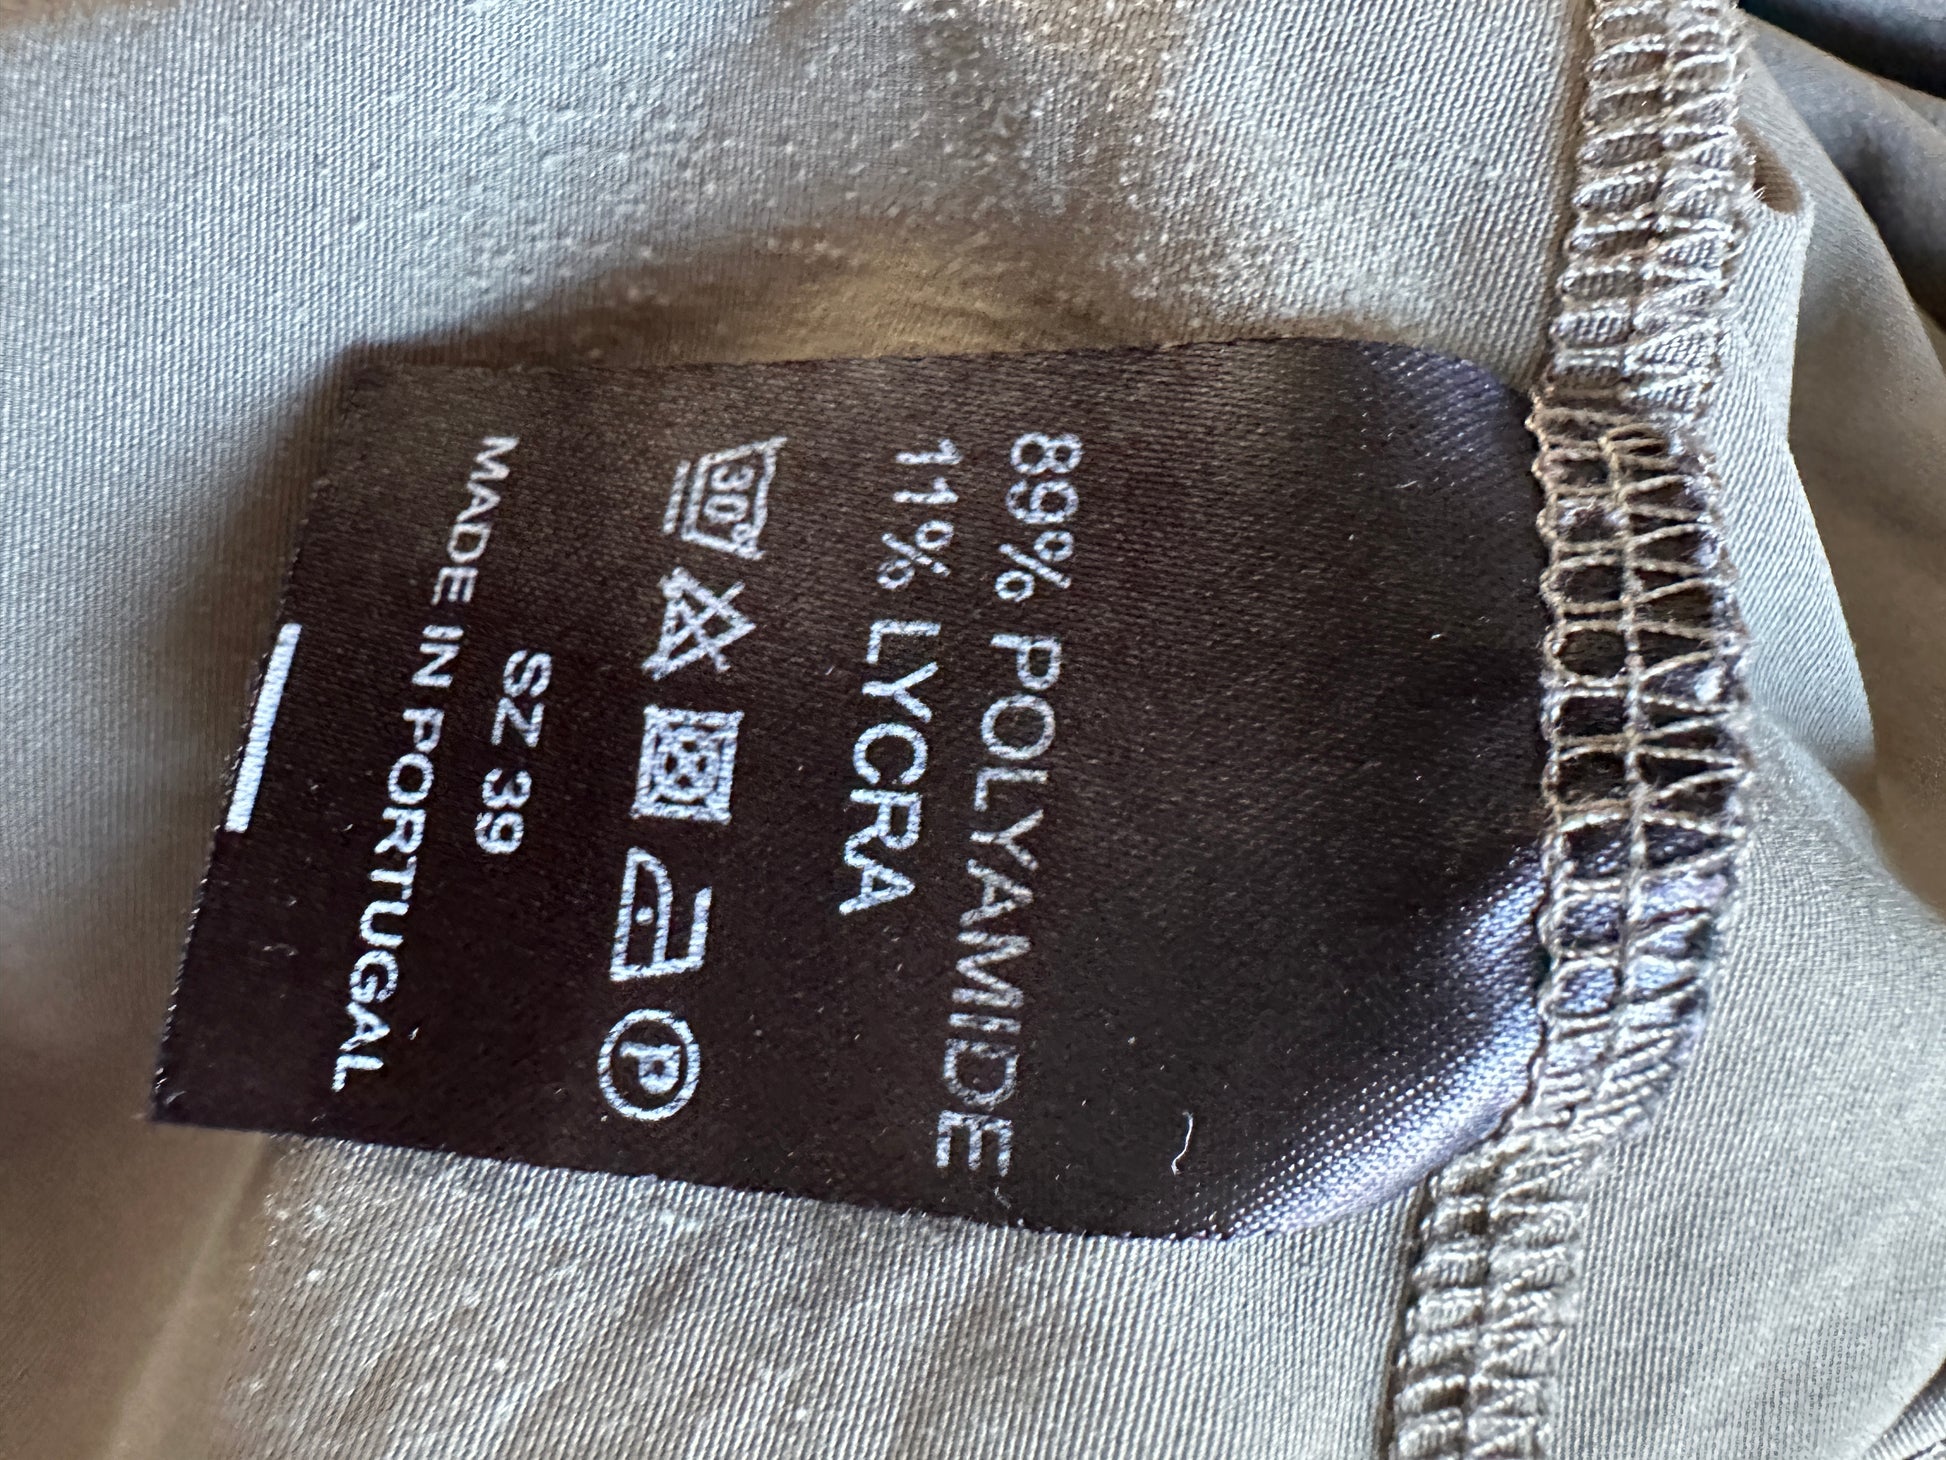 89% POLYAMIDE
11% LYCRA
30°
P
SZ 39
MADE IN PORTUGAL